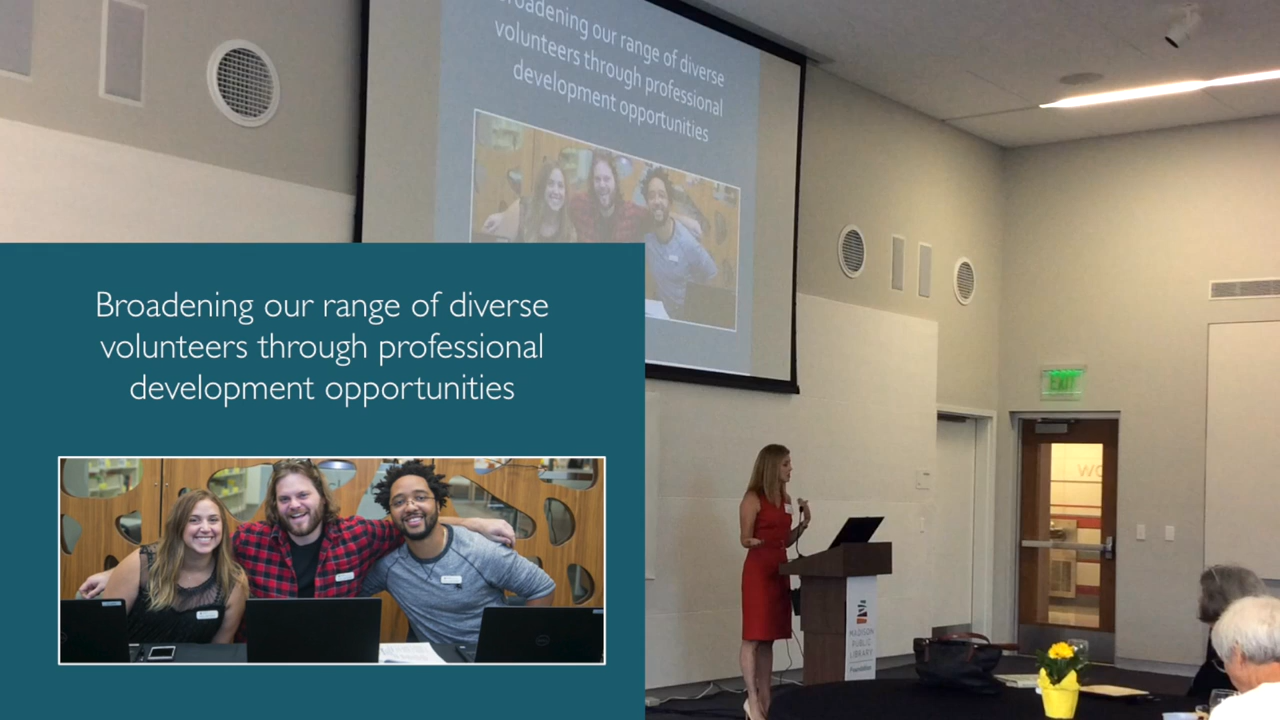 Broadening our range of diverse
volunteers through professional
development opportunities
Broadening our range of diverse
volunteers through professional
development opportunities
EXIT
MADISON
PUBLIC
LIBRARY
Foundation